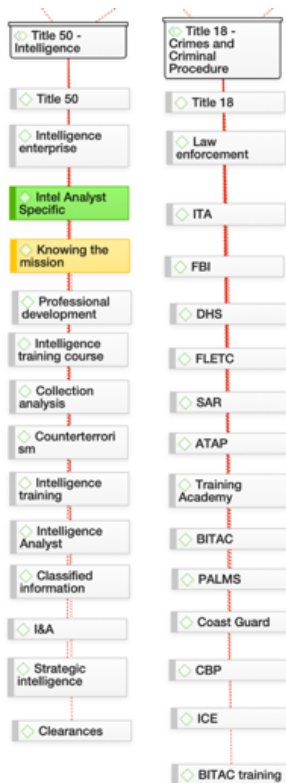 Title 50 -
Intelligence
Title 50
Intelligence
enterprise
Intel Analyst
Specific
Knowing the
mission
Professional
development
Intelligence
training course
Collection
analysis
Counterterrori
sm
Intelligence
training
Intelligence
Analyst
Classified
information
I&A
Strategic
intelligence
Clearances
Title 18 -
Crimes and
Criminal
Procedure
Title 18
Law
enforcement
ITA
FBI
DHS
FLETC
SAR
ATAP
Training
Academy
BITAC
PALMS
Coast Guard
CBP
ICE
BITAC training